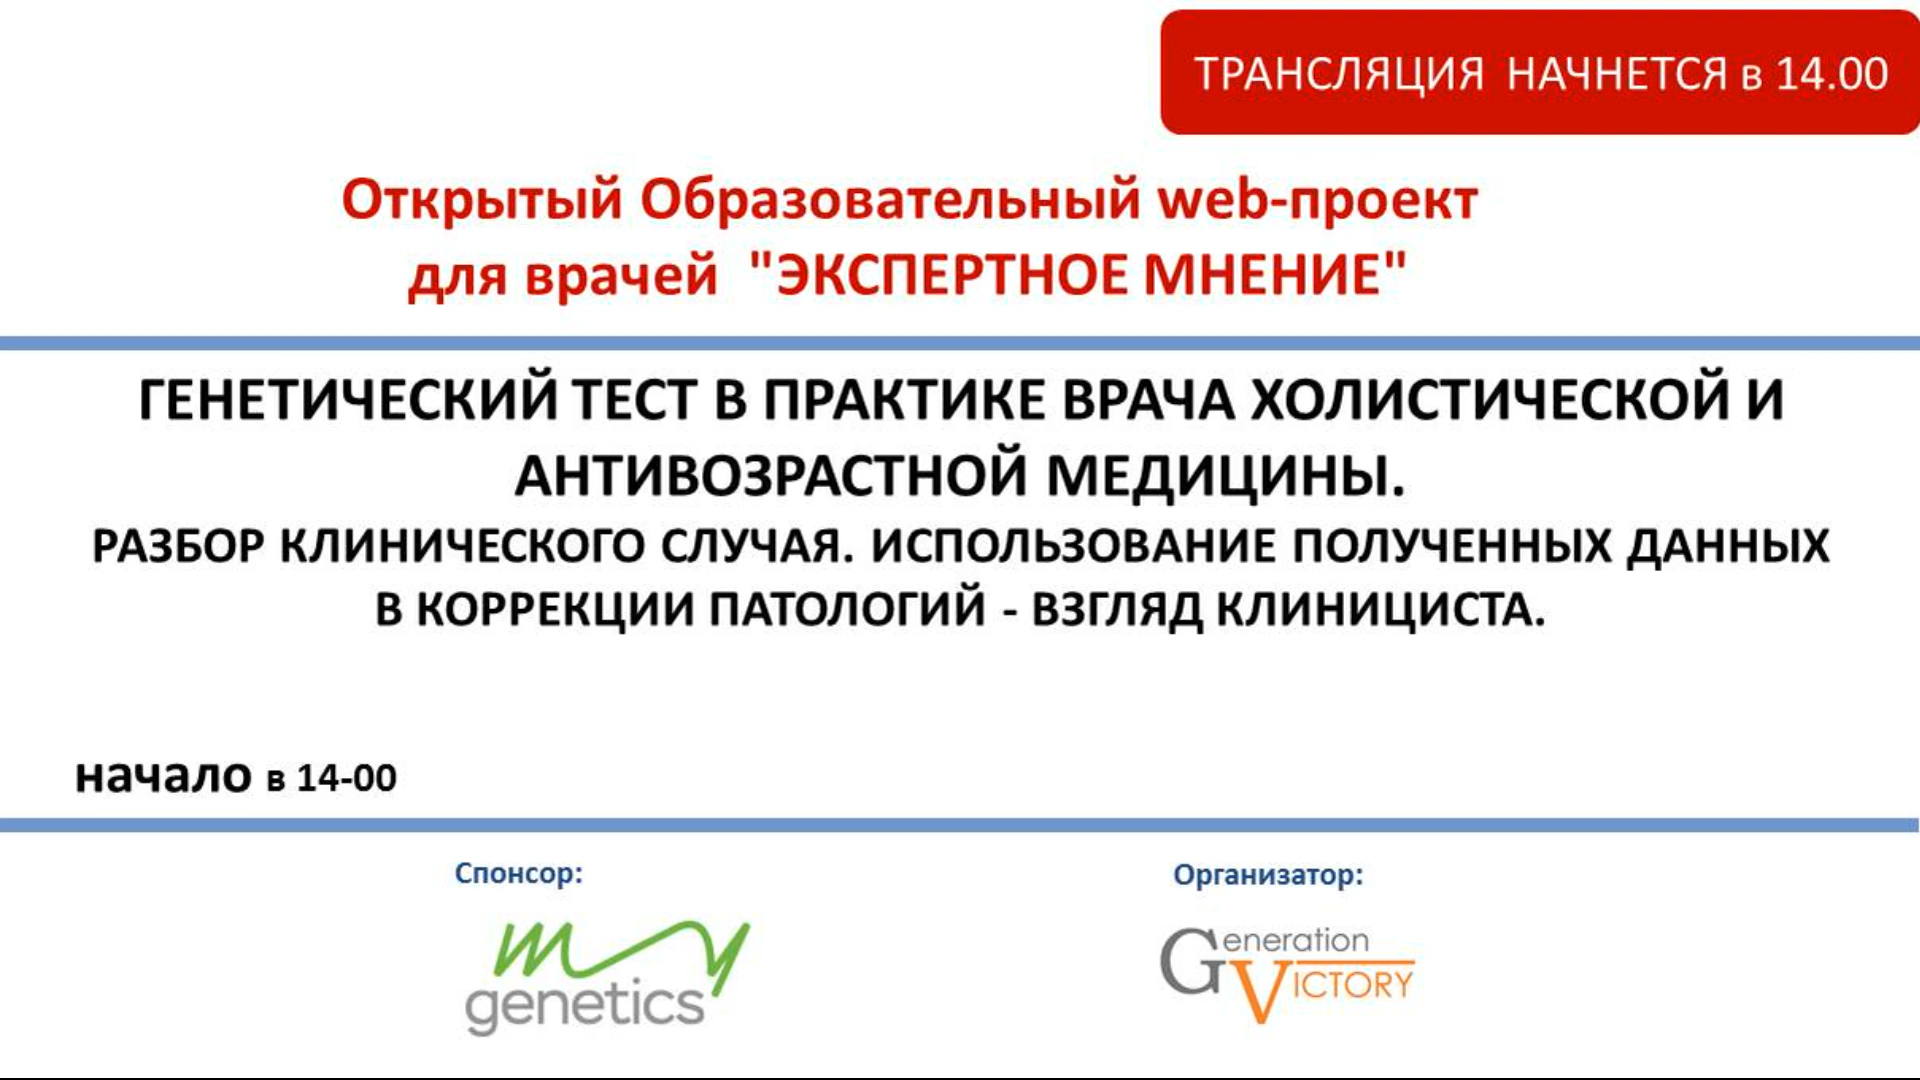 ТРАНСЛЯЦИЯ НАЧНЕТСЯ в 14.00
Открытый Образовательный web-проект
для врачей "ЭКСПЕРТНОЕ МНЕНИЕ"
ГЕНЕТИЧЕСКИЙ ТЕСТ В ПРАКТИКЕ ВРАЧА ХОЛИСТИЧЕСКОЙ И
АНТИВОЗРАСТНОЙ МЕДИЦИНЫ.
РАЗБОР КЛИНИЧЕСКОГО СЛУЧАЯ. ИСПОЛЬЗОВАНИЕ ПОЛУЧЕННЫХ ДАННЫХ
В КОРРЕКЦИИ ПАТОЛОГИЙ - ВЗГЛЯД КЛИНИЦИСТА.
начало в 14-00
Спонсор:
my
genetics
Организатор:
Generation
VICTORY